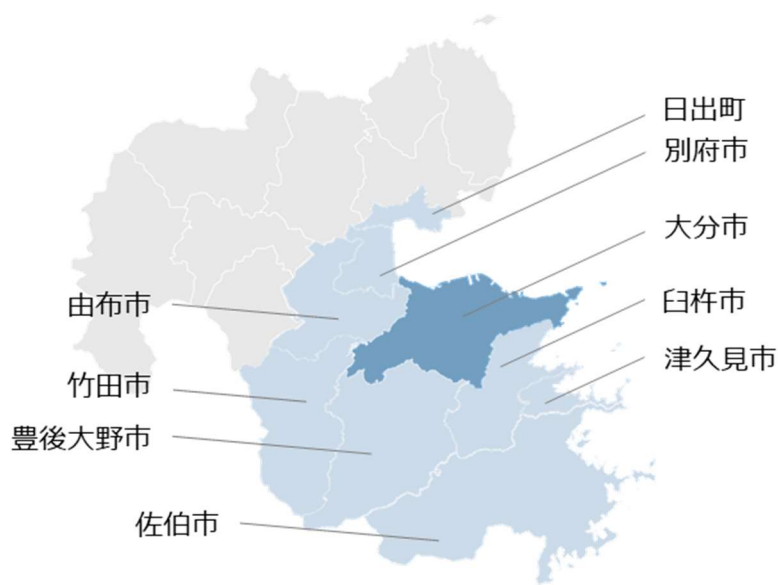 日出町
別府市
大分市
臼杵市
津久見市
由布市
竹田市
豊後大野市
佐伯市